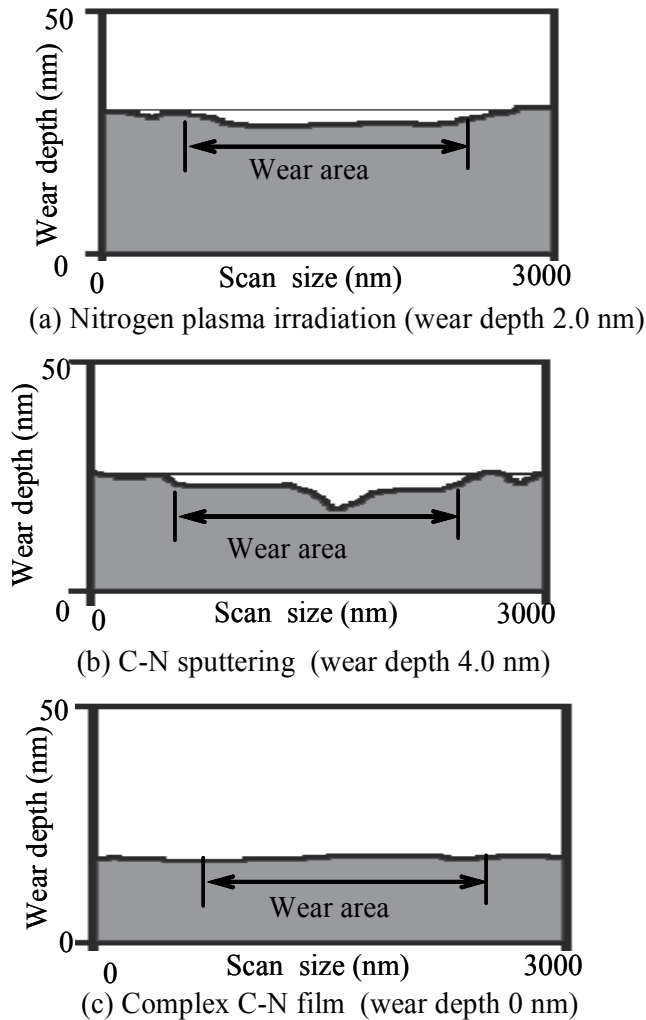 50
Wear depth (nm)
Wear area
0
0
Scan size (nm)
3000
(a) Nitrogen plasma irradiation (wear depth 2.0 nm)
50
Wear depth (nm)
Wear area
0
0
Scan size (nm)
3000
(b) C-N sputtering (wear depth 4.0 nm)
50
Wear depth (nm)
Wear area
0
0
Scan size (nm)
3000
(c) Complex C-N film (wear depth 0 nm)